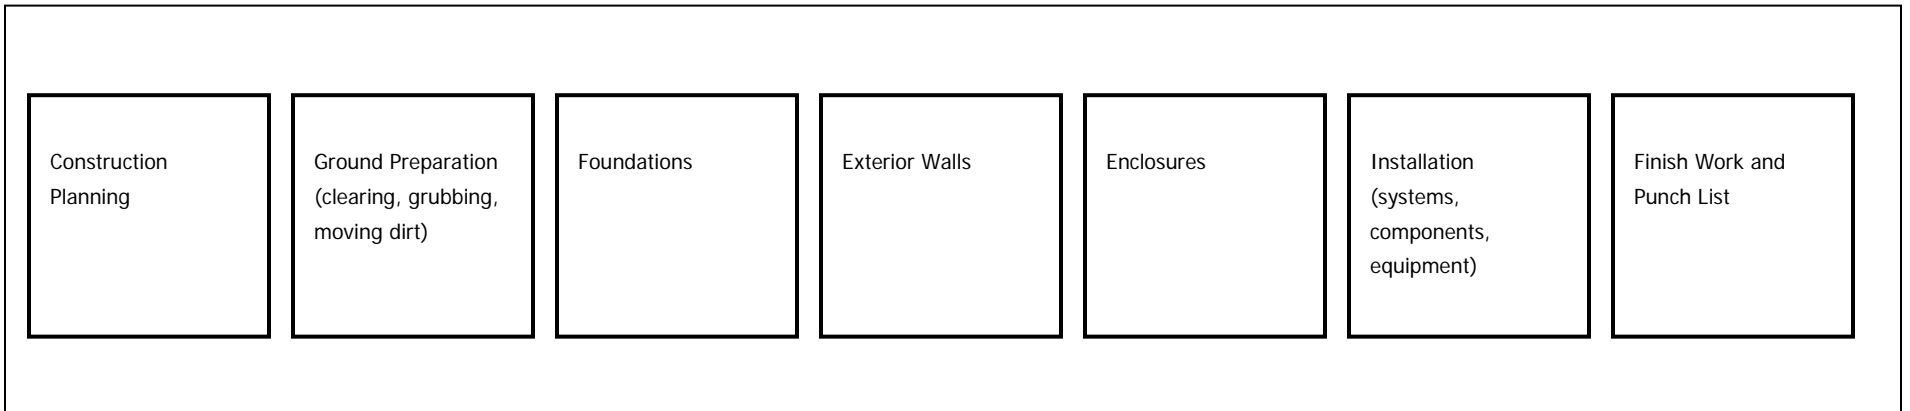 Construction
Planning
Ground Preparation
(clearing, grubbing,
moving dirt)
Foundations
Exterior Walls
Enclosures
Installation
(systems,
components,
equipment)
Finish Work and
Punch List